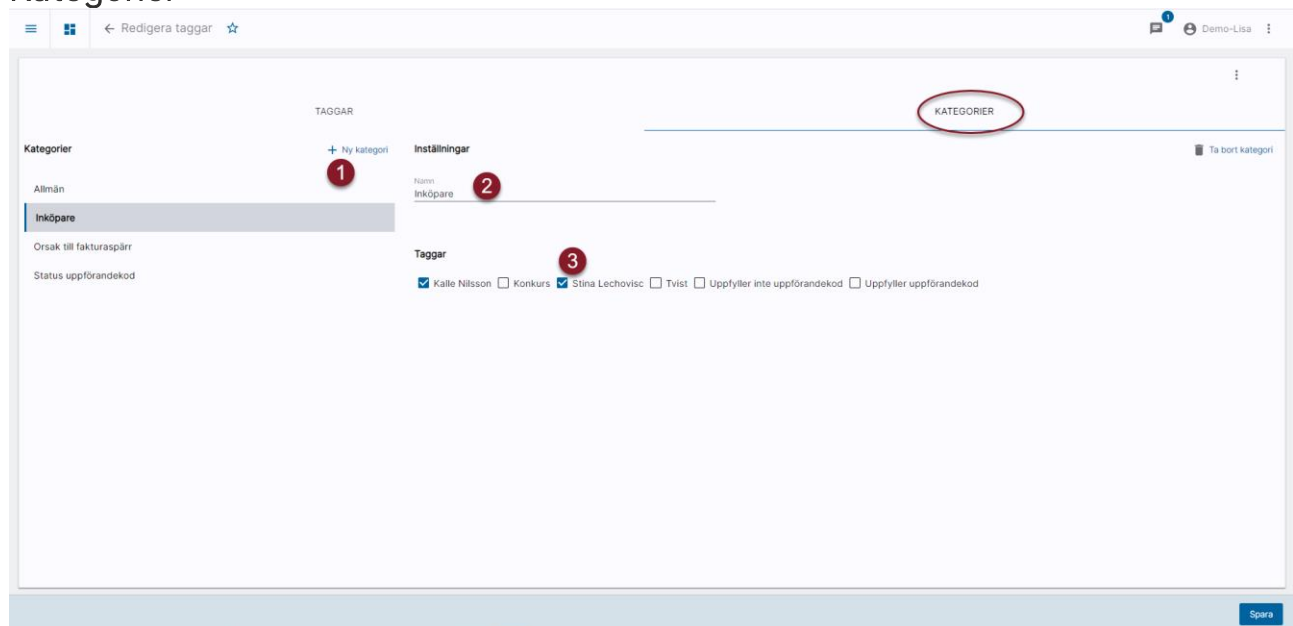 Kategorier
Redigera taggar
1
Demo-Lisa
TAGGAR
KATEGORIER
Kategorier
Ny kategori
Inställningar
Ta bort kategori
1
Allmän
Namn
Inköpare
2
Inköpare
Orsak till fakturaspärr
Taggar
3
Status uppförandekod
Kalle Nilsson Konkurs Stina Lechovisc Tvist Uppfyller inte uppförandekod Uppfyller uppförandekod
Spara